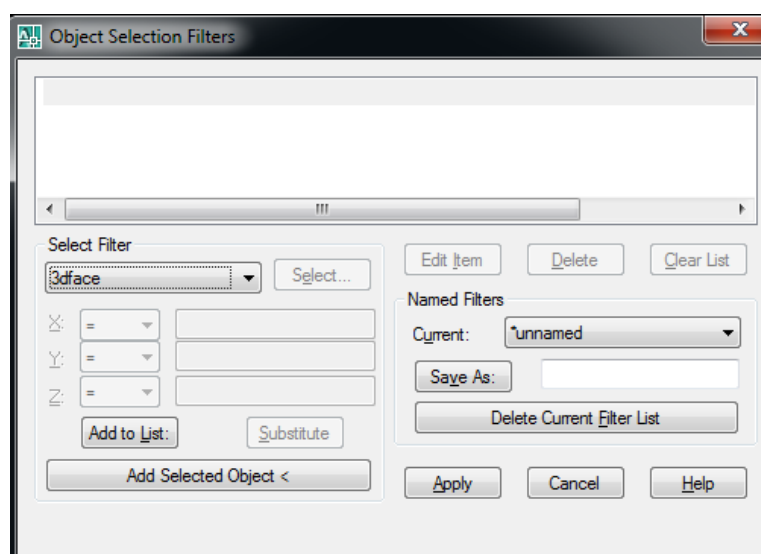 Object Selection Filters
Select Filter
3dface
Select...
X: =
Y: =
Z: =
Add to List:
Substitute
Add Selected Object <
Edit Item
Delete
Clear List
Named Filters
Current:
*unnamed
Save As:
Delete Current Filter List
Apply
Cancel
Help